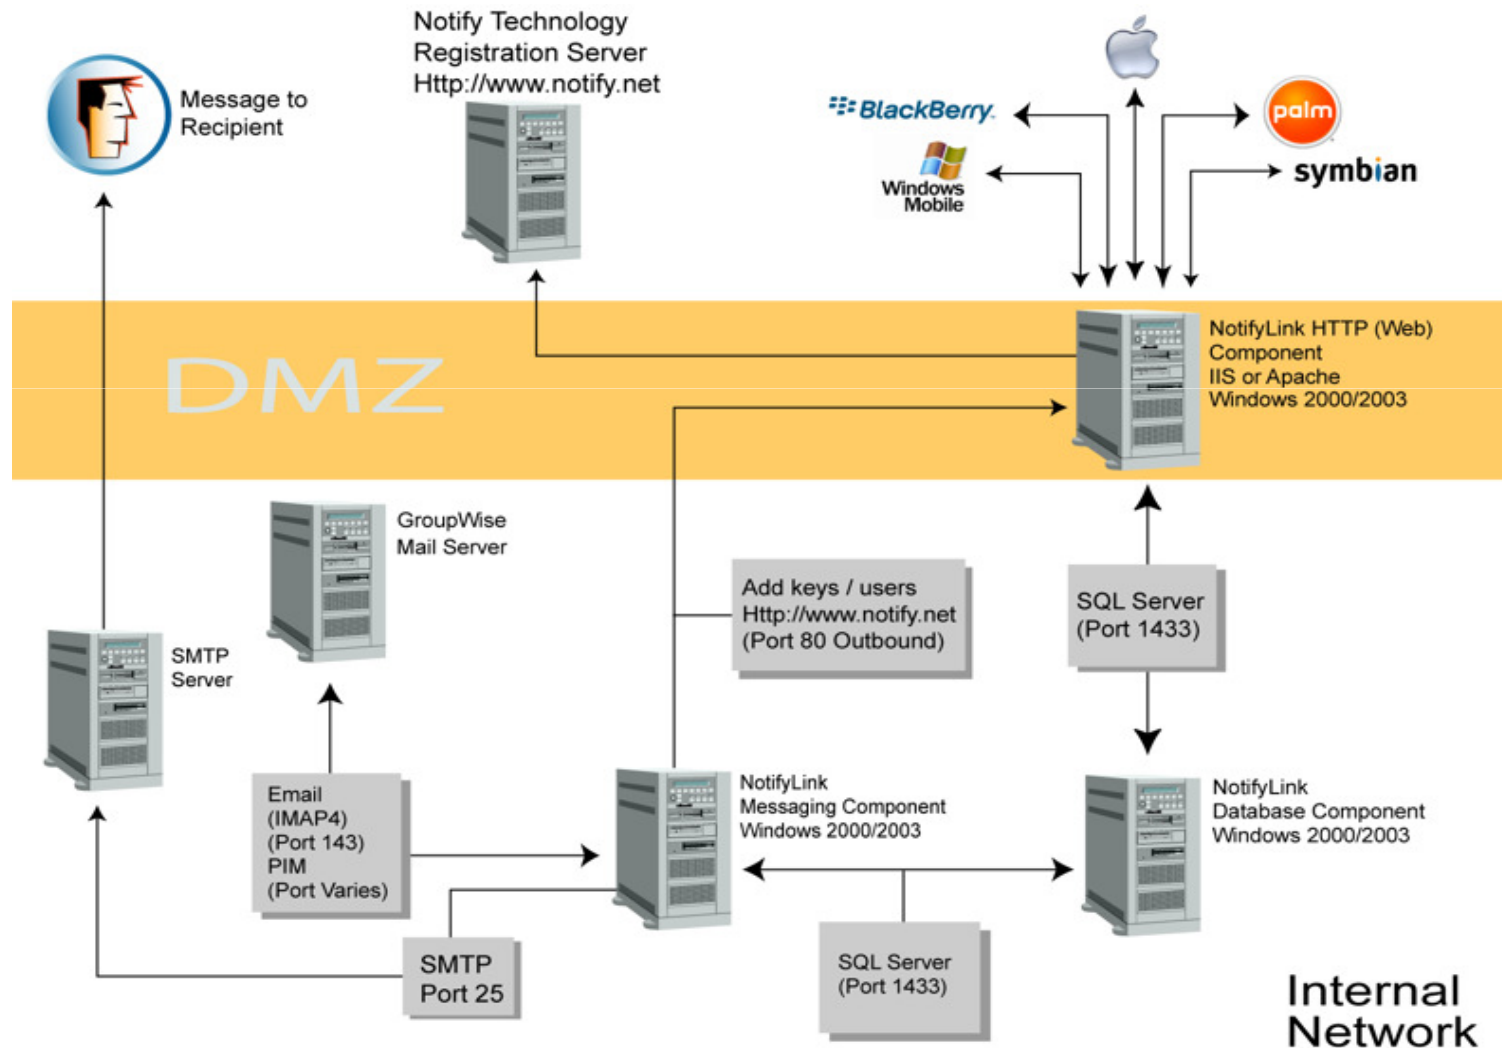 Notify Technology
Registration Server
Http://www.notify.net
Message to
Recipient
BlackBerry.
palm
Windows
Mobile
symbian
DMZ
NotifyLink HTTP (Web)
Component
IIS or Apache
Windows 2000/2003
GroupWise
Mail Server
Add keys / users
Http://www.notify.net
(Port 80 Outbound)
SQL Server
(Port 1433)
SMTP
Server
Email
(IMAP4)
(Port 143)
PIM
(Port Varies)
NotifyLink
Messaging Component
Windows 2000/2003
NotifyLink
Database Component
Windows 2000/2003
SMTP
Port 25
SQL Server
(Port 1433)
Internal
Network